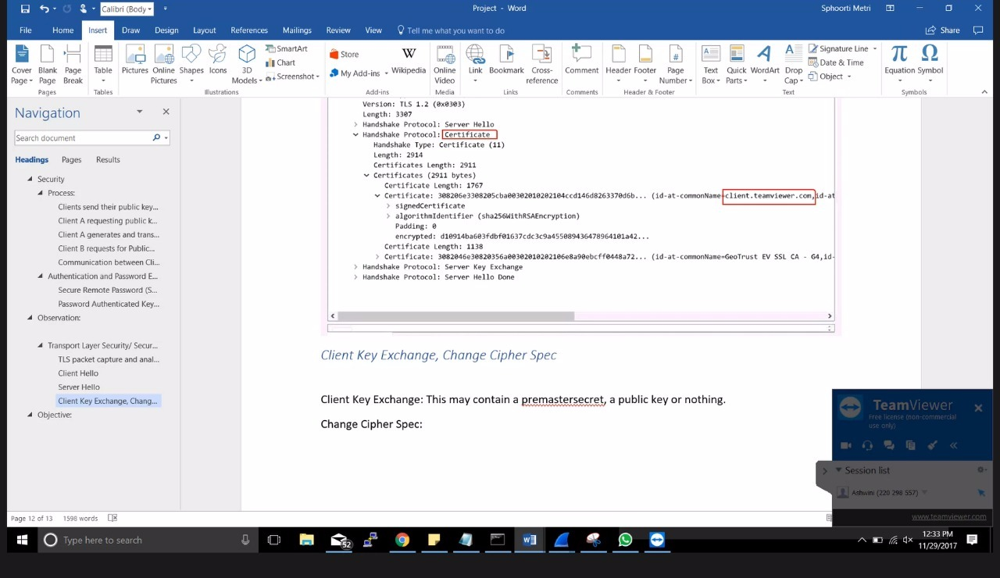 Calibri (Body
Project - Word
Sphoorti Metri
File Home Insert Draw Design Layout References Mailings Review View Tell me what you want to do Share
Cover Page
Blank Page
Page Break
Table
Pictures
Online Pictures
Shapes
Icons
3D Models
SmartArt
Chart
Screenshot
Store
My Add-ins
W
Wikipedia
Online Video
Link
Bookmark
Cross-reference
Comment
Header
Footer
Page Number
Text Box
Quick Parts
WordArt
Drop Cap
Signature Line
Date & Time
Object
Equation
Symbol
Pages Tables Illustrations Add-ins Media Links Comments Header & Footer Text Symbols
Navigation
Search document
Headings Pages Results
Security
Process:
Clients send their public key...
Client A requesting public k...
Client A generates and trans...
Client B requests for Public...
Communication between Cli...
Authentication and Password E...
Secure Remote Password (S...
Password Authenticated Key...
Observation:
Transport Layer Security/ Secur...
TLS packet capture and anal...
Client Hello
Server Hello
Client Key Exchange, Chang...
Objective:
Version: TLS 1.2 (0x0303)
Length: 3307
Handshake Protocol: Server Hello
Handshake Protocol: Certificate
Handshake Type: Certificate (11)
Length: 2914
Certificates Length: 2911
Certificates (2911 bytes)
Certificate Length: 1767
Certificate: 308206e3308205cba00302010202104ccd146d8263370d6b... (id-at-commonName=client.teamviewer.com,id-at
signedCertificate
algorithmIdentifier (sha256WithRSAEncryption)
Padding: 0
encrypted: d10914ba603fdbf01637cdc3c9a455089436478964101a42...
Certificate Length: 1138
Certificate: 3082046e30820356a00302010202106e8a90ebcff0448a72... (id-at-commonName=GeoTrust EV SSL CA - G4,id-
Handshake Protocol: Server Key Exchange
Handshake Protocol: Server Hello Done
Client Key Exchange, Change Cipher Spec
Client Key Exchange: This may contain a premastersecret, a public key or nothing.
Change Cipher Spec:
TeamViewer
Free license (non-commercial
use only)
Session list
Ashwini (220 298 557)
www.teamviewer.com
Page 12 of 13 1598 words
Type here to search
52
12:33 PM
11/29/2017